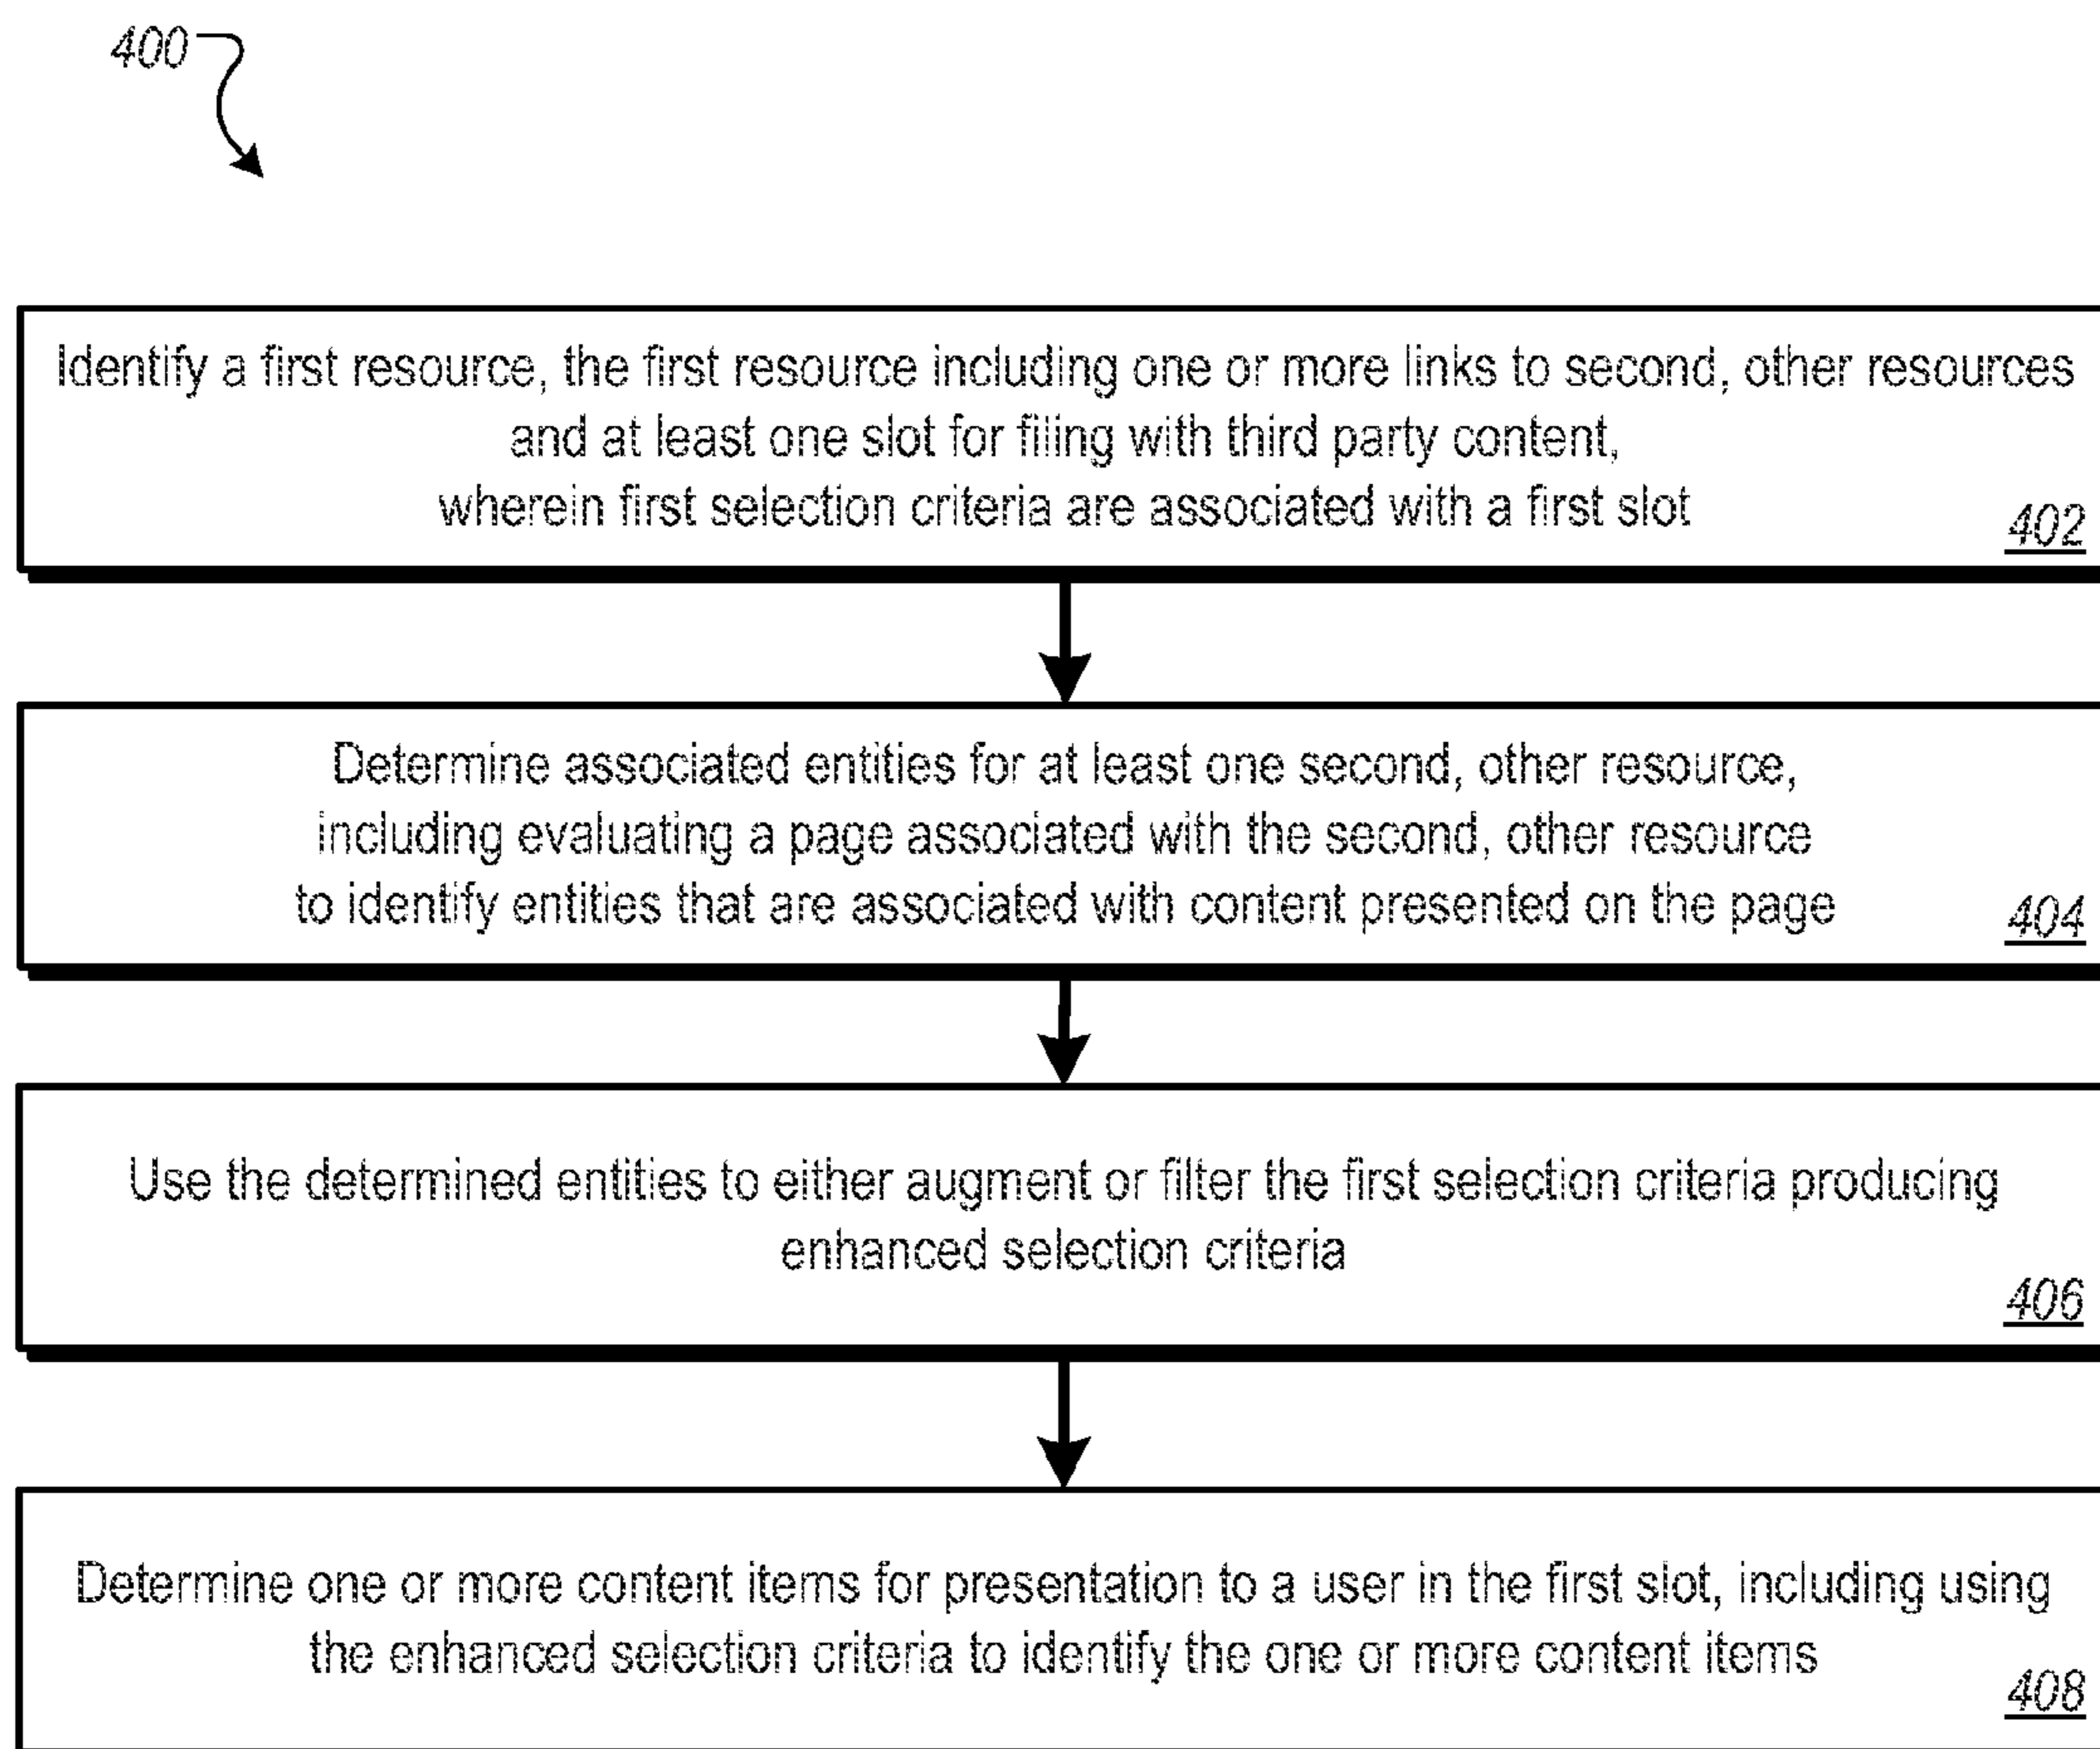 400
Identify a first resource, the first resource including one or more links to second, other resources
and at least one slot for filing with third party content,
wherein first selection criteria are associated with a first slot
402
Determine associated entities for at least one second, other resource,
including evaluating a page associated with the second, other resource
to identify entities that are associated with content presented on the page
404
Use the determined entities to either augment or filter the first selection criteria producing
enhanced selection criteria
406
Determine one or more content items for presentation to a user in the first slot, including using
the enhanced selection criteria to identify the one or more content items
408